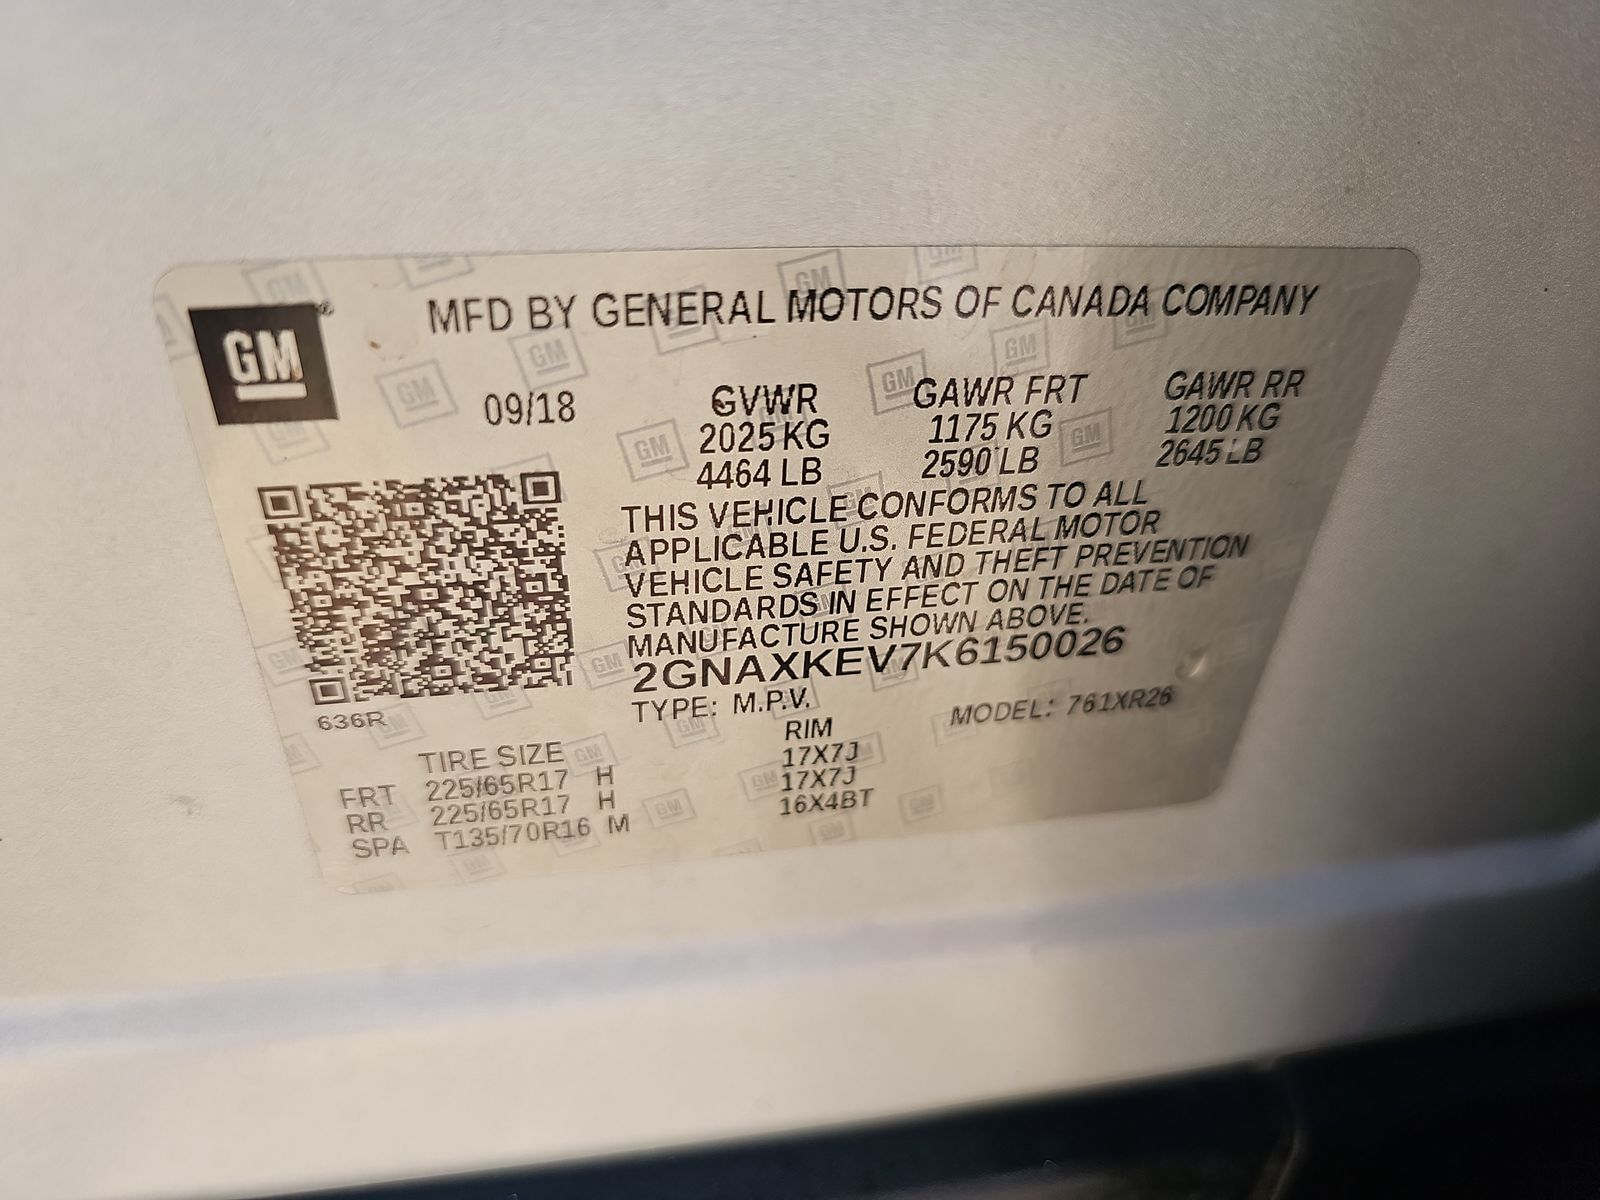 GM®
MFD BY GENERAL MOTORS OF CANADA COMPANY
09/18
GVWR GAWR FRT GAWR RR
2025 KG 1175 KG 1200 KG
4464 LB 2590 LB 2645 LB
THIS VEHICLE CONFORMS TO ALL
APPLICABLE U.S. FEDERAL MOTOR
VEHICLE SAFETY AND THEFT PREVENTION
STANDARDS IN EFFECT ON THE DATE OF
MANUFACTURE SHOWN ABOVE.
2GNAXKEV7K6150026
TYPE: M.P.V. MODEL: 761XR26
636R
TIRE SIZE RIM
FRT 225/65R17 H 17X7J
RR 225/65R17 H 17X7J
SPA T135/70R16 M 16X4BT